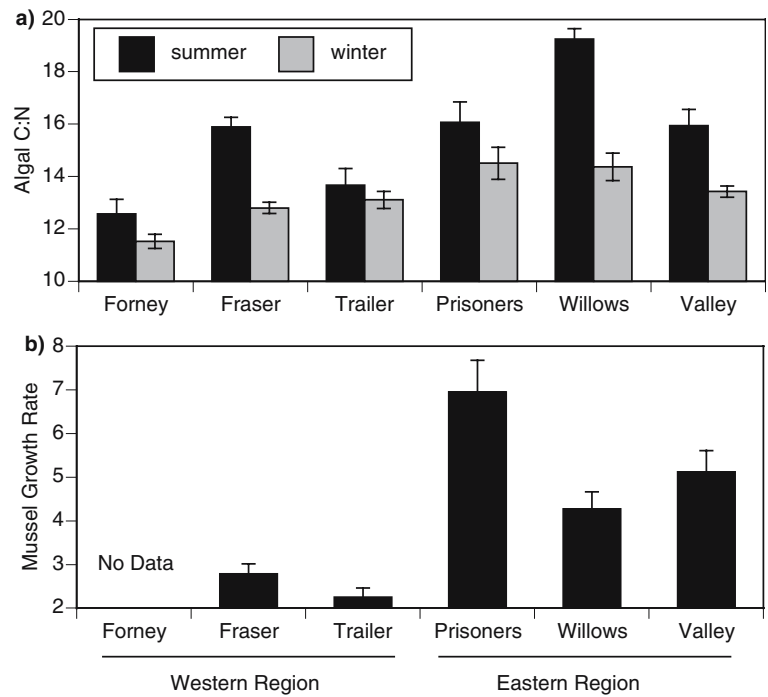 a)
20
18
16
14
12
10
Algal C:N
summer
winter
Forney Fraser Trailer Prisoners Willows Valley
b)
8
7
6
5
4
3
2
Mussel Growth Rate
No Data
Forney Fraser Trailer Prisoners Willows Valley
Western Region Eastern Region